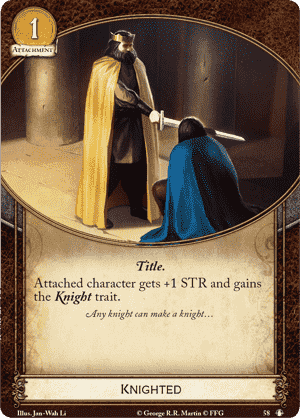 1
ATTACHMENT
Title.
Attached character gets +1 STR and gains
the Knight trait.
Any knight can make a knight…
KNIGHTED
Illus. Jan-Wah Li © George R.R. Martin © FFG 58